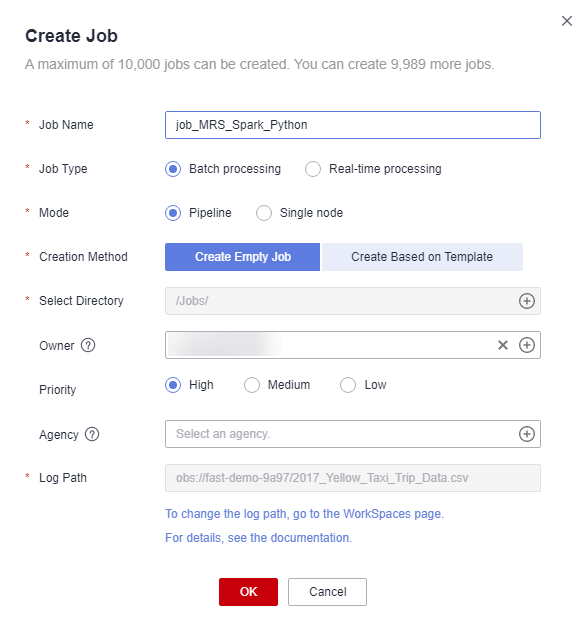 Create Job
A maximum of 10,000 jobs can be created. You can create 9,989 more jobs.
* Job Name job_MRS_Spark_Python
* Job Type Batch processing Real-time processing
* Mode Pipeline Single node
* Creation Method Create Empty Job Create Based on Template
* Select Directory /Jobs/
Owner
Priority High Medium Low
Agency Select an agency.
* Log Path obs://fast-demo-9a97/2017_Yellow_Taxi_Trip_Data.csv
To change the log path, go to the WorkSpaces page.
For details, see the documentation.
OK Cancel